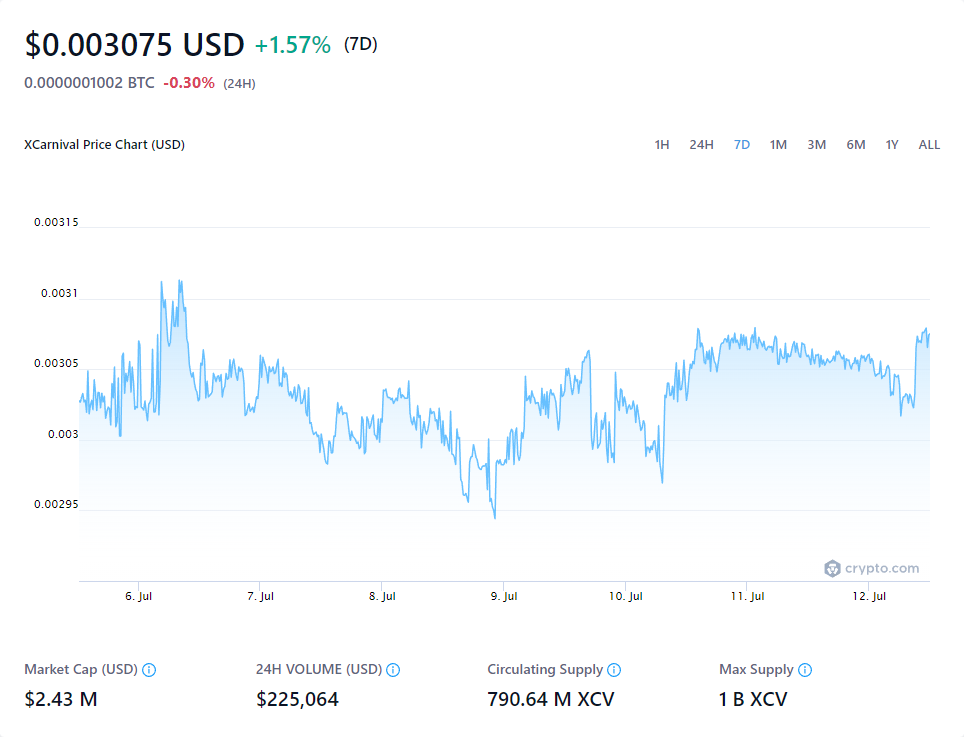 $0.003075 USD +1.57% (7D)
0.0000001002 BTC -0.30% (24H)
XCarnival Price Chart (USD) 1H 24H 7D 1M 3M 6M 1Y ALL
0.00315
0.0031
0.00305
0.003
0.00295
crypto.com
6. Jul 7. Jul 8. Jul 9. Jul 10. Jul 11. Jul 12. Jul
Market Cap (USD) 24H VOLUME (USD) Circulating Supply Max Supply
$2.43 M $225,064 790.64 M XCV 1 B XCV